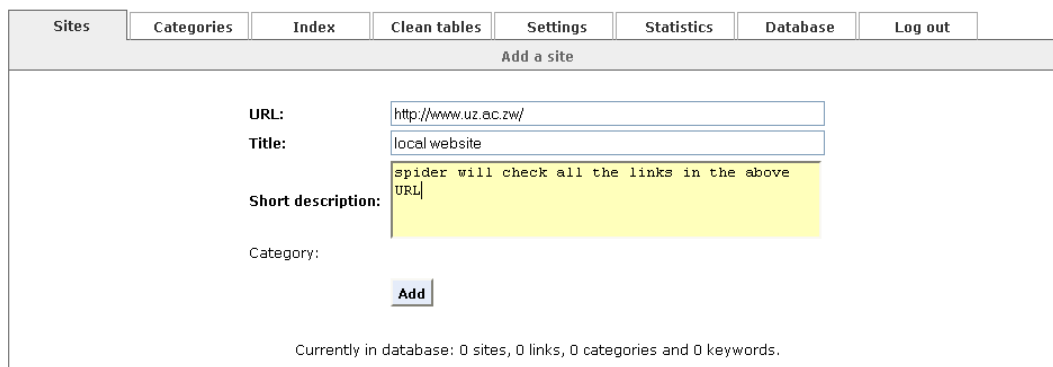 Sites Categories Index Clean tables Settings Statistics Database Log out
Add a site
URL: http://www.uz.ac.zw/
Title: local website
spider will check all the links in the above
URL
Short description:
Category:
Add
Currently in database: 0 sites, 0 links, 0 categories and 0 keywords.